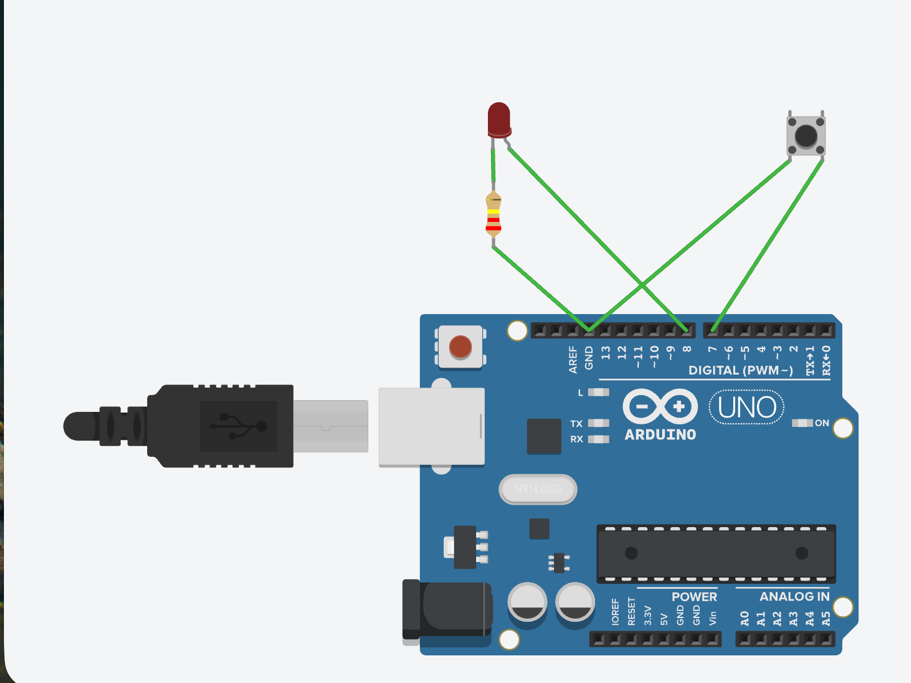 AREF
GND
13
12
~11
~10
~9
8
7
~6
~5
4
~3
2
TX→1
RX←0
DIGITAL (PWM~)
L
TX
RX
ARDUINO
UNO
ON
POWER
ANALOG IN
IOREF
RESET
3.3V
5V
GND
GND
Vin
A0
A1
A2
A3
A4
A5